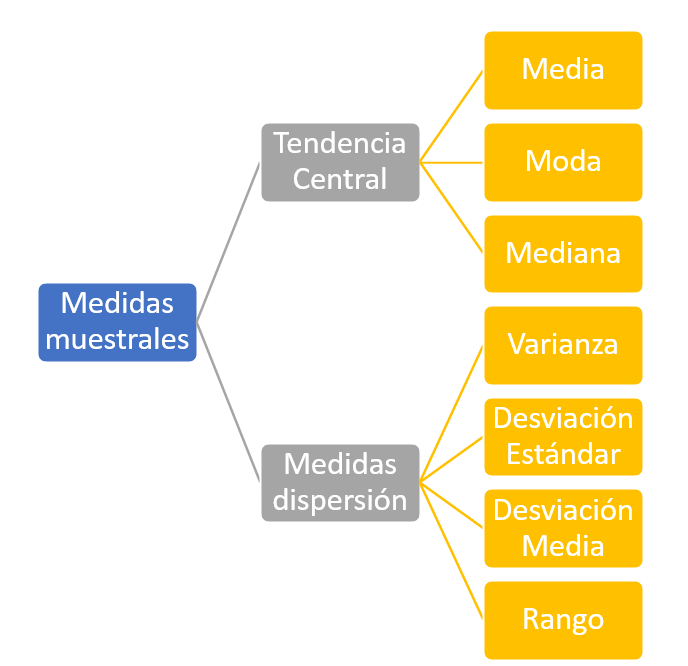 Medidas
muestrales
Tendencia
Central
Media
Moda
Mediana
Medidas
dispersión
Varianza
Desviación
Estándar
Desviación
Media
Rango